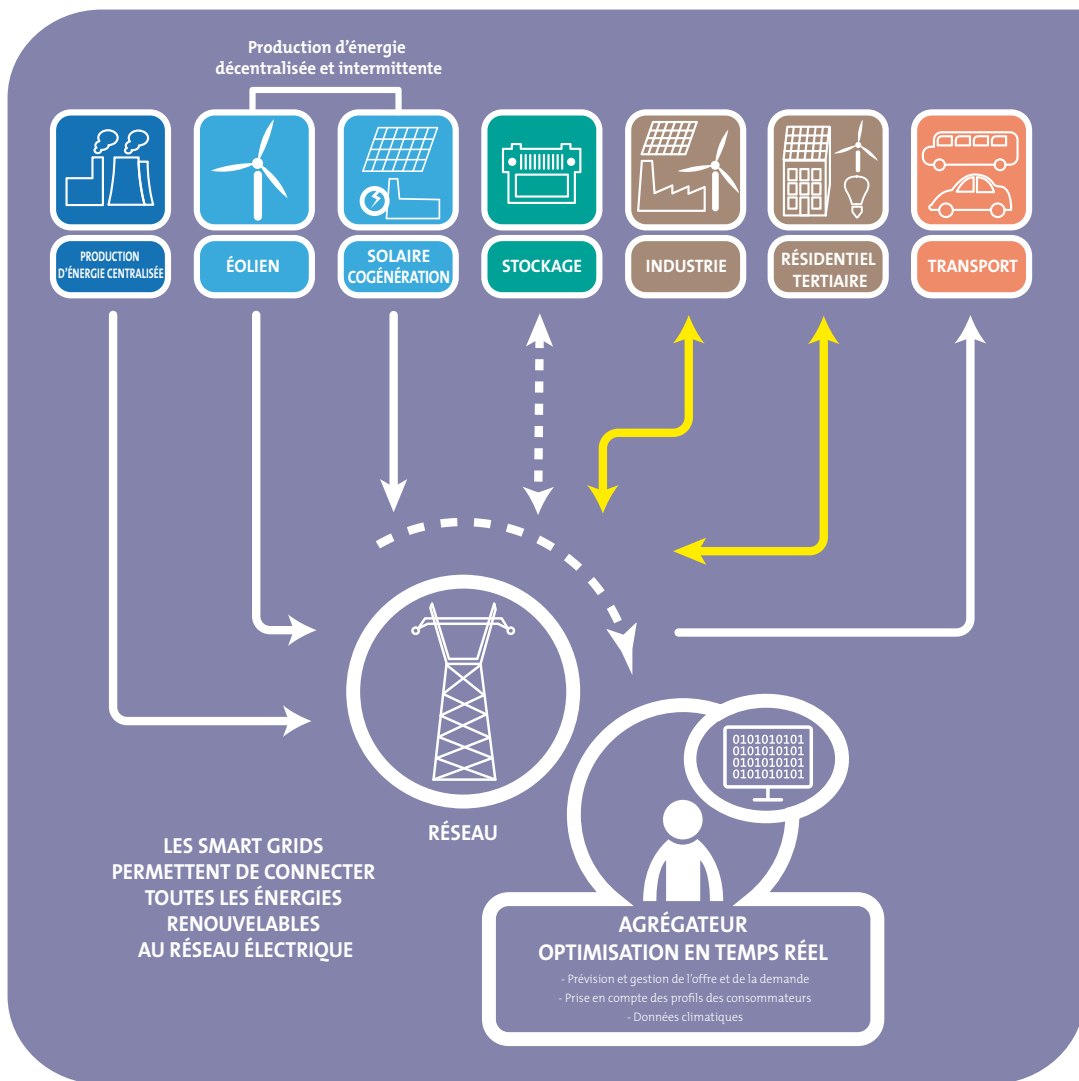 Production d’énergie
décentralisée et intermittente
PRODUCTION
D’ÉNERGIE CENTRALISÉE
ÉOLIEN
SOLAIRE
COGÉNÉRATION
STOCKAGE
INDUSTRIE
RÉSIDENTIEL
TERTIAIRE
TRANSPORT
0101010101
0101010101
0101010101
0101010101
RÉSEAU
LES SMART GRIDS
PERMETTENT DE CONNECTER
TOUTES LES ÉNERGIES
RENOUVELABLES
AU RÉSEAU ÉLECTRIQUE
AGRÉGATEUR
OPTIMISATION EN TEMPS RÉEL
- Prévision et gestion de l’offre et de la demande
- Prise en compte des profils des consommateurs
- Données climatiques